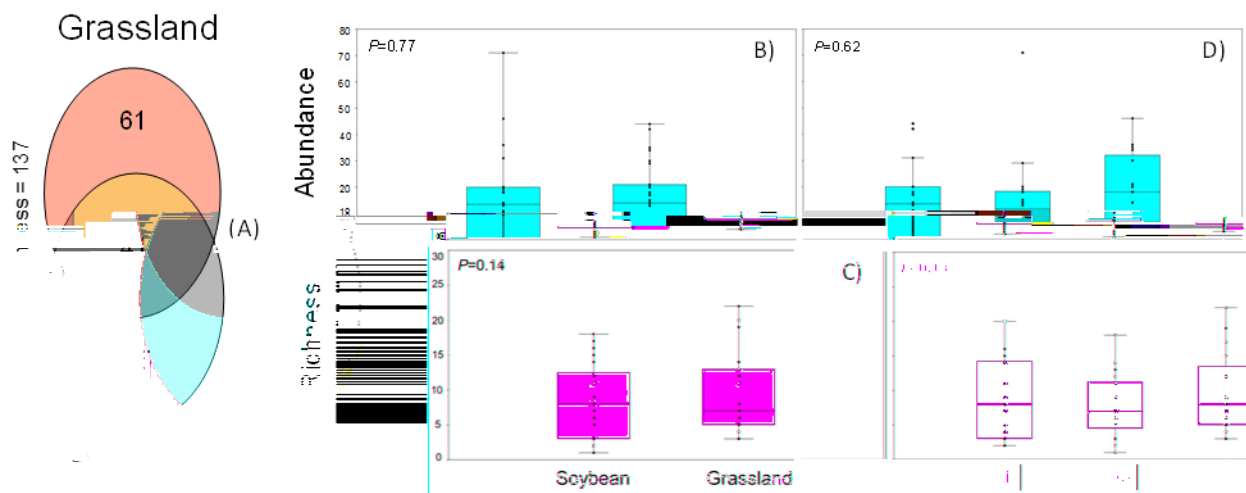 Grassland
61
= 137
(A)
Abundance
80
70
60
50
40
30
20
P=0.77
B)
P=0.62
D)
Richness
30
25
20
15
10
5
0
P=0.14
C)
Soybean
Grassland